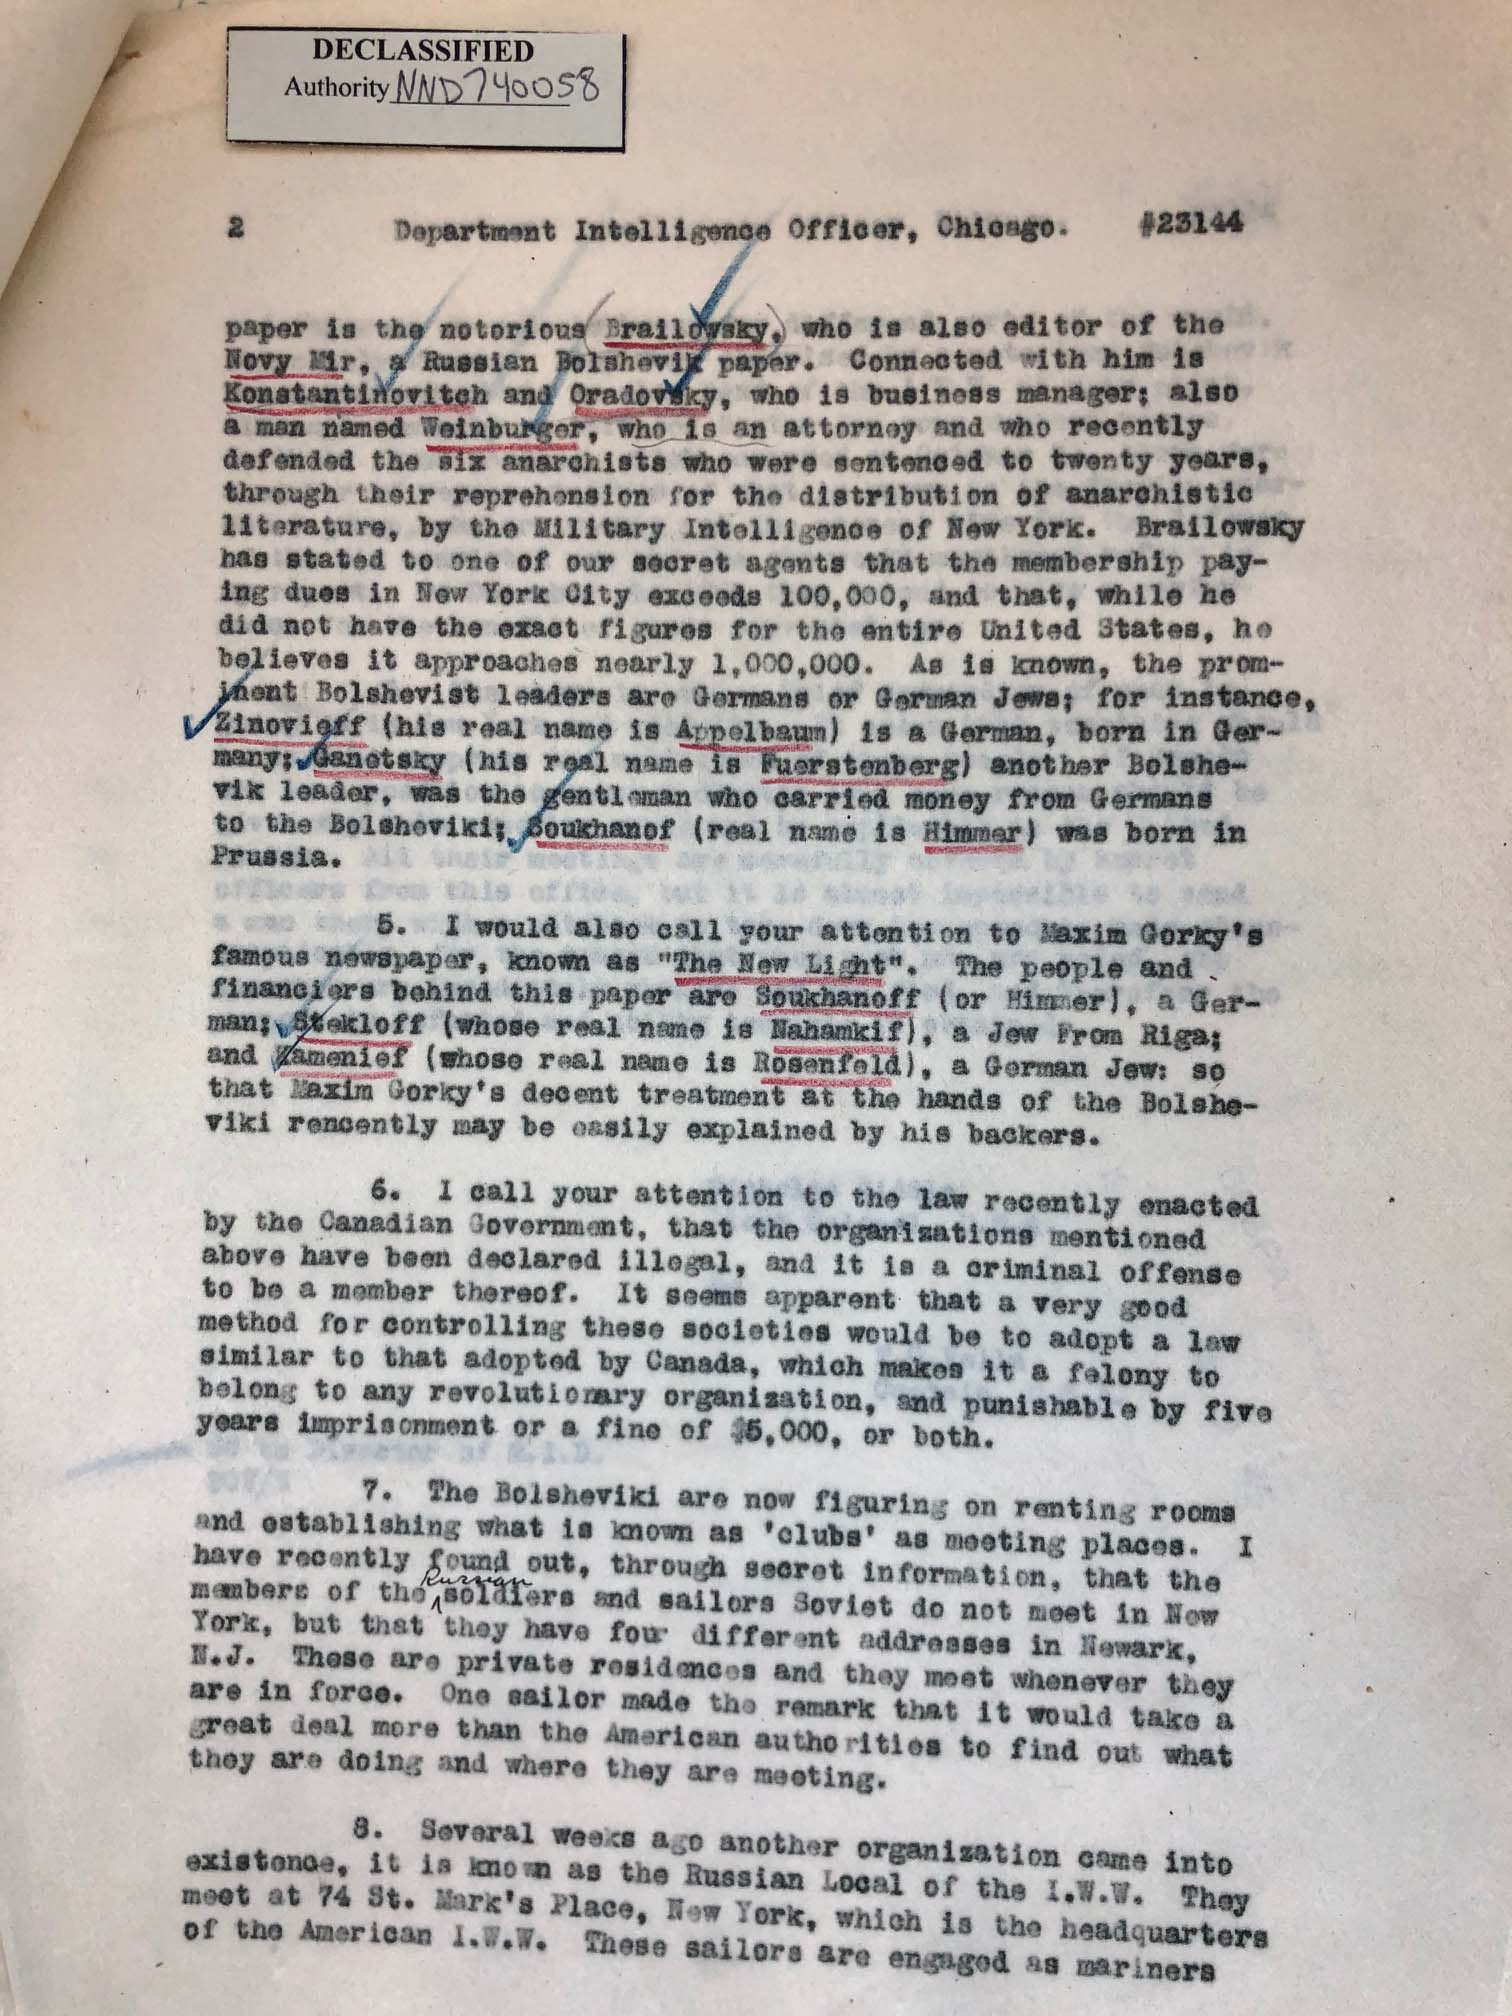 DECLASSIFIED
Authority NND740058
2 Department Intelligence Officer, Chicago. #23144
paper is the notorious (Brailowsky,) who is also editor of the
Novy Mir, a Russian Bolshevik paper. Connected with him is
Konstantinovitch and Oradovsky, who is business manager; also
a man named Weinburger, who is an attorney and who recently
defended the six anarchists who were sentenced to twenty years,
through their reprehension for the distribution of anarchistic
literature, by the Military Intelligence of New York. Brailowsky
has stated to one of our secret agents that the membership pay-
ing dues in New York City exceeds 100,000, and that, while he
did not have the exact figures for the entire United States, he
believes it approaches nearly 1,000,000. As is known, the prom-
inent Bolshevist leaders are Germans or German Jews; for instance,
Zinovieff (his real name is Appelbaum) is a German, born in Ger-
many; Ganetsky (his real name is Fuerstenberg) another Bolshe-
vik leader, was the gentleman who carried money from Germans
to the Bolsheviki; Soukhanof (real name is Himmer) was born in
Prussia.
5. I would also call your attention to Maxim Gorky's
famous newspaper, known as "The New Light". The people and
financiers behind this paper are Soukhanoff (or Himmer), a Ger-
man; Stekloff (whose real name is Nahamkif), a Jew From Riga;
and Kamenief (whose real name is Rosenfeld), a German Jew: so
that Maxim Gorky's decent treatment at the hands of the Bolshe-
viki rencently may be easily explained by his backers.
6. I call your attention to the law recently enacted
by the Canadian Government, that the organizations mentioned
above have been declared illegal, and it is a criminal offense
to be a member thereof. It seems apparent that a very good
method for controlling these societies would be to adopt a law
similar to that adopted by Canada, which makes it a felony to
belong to any revolutionary organization, and punishable by five
years imprisonment or a fine of $5,000, or both.
7. The Bolsheviki are now figuring on renting rooms
and establishing what is known as 'clubs' as meeting places. I
have recently found out, through secret information, that the
Russian
members of the soldiers and sailors Soviet do not meet in New
York, but that they have four different addresses in Newark,
N.J. These are private residences and they meet whenever they
are in force. One sailor made the remark that it would take a
great deal more than the American authorities to find out what
they are doing and where they are meeting.
8. Several weeks ago another organization came into
existence, it is known as the Russian Local of the I.W.W. They
meet at 74 St. Mark's Place, New York, which is the headquarters
of the American I.W.W. These sailors are engaged as mariners